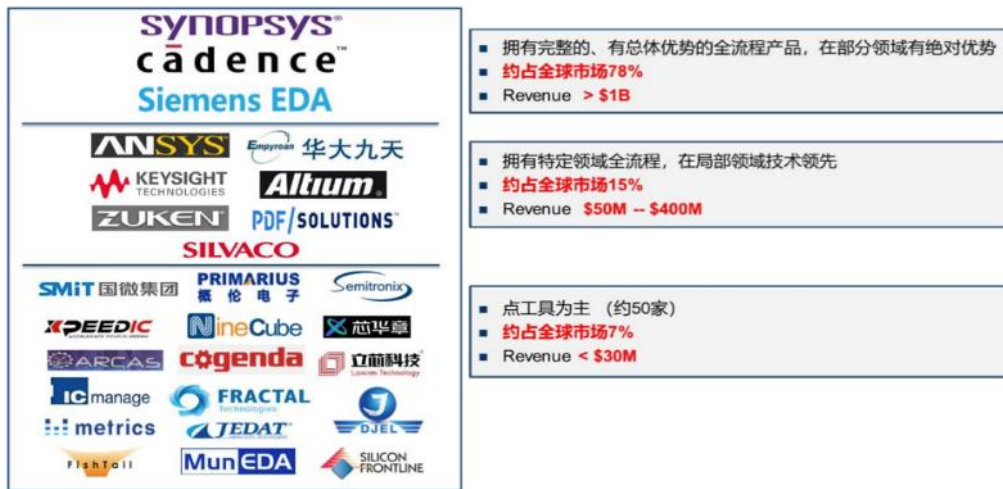 SYNOPSYS®
cādence™
Siemens EDA
ANSYS Empyrean 华大九天
KEYSIGHT TECHNOLOGIES Altıum®
ZUKEN® PDF/SOLUTIONS™
SILVACO
SMiT 国微集团 PRIMARIUS 概伦电子 Semitronix
XPEEDIC NineCube 芯华章
ARCAS cogenda 立芯科技
IC manage FRACTAL Technologies DJEL
metrics JEDAT
FishTail MunEDA SILICON FRONTLINE
■ 拥有完整的、有总体优势的全流程产品，在部分领域有绝对优势
■ 约占全球市场78%
■ Revenue > $1B
■ 拥有特定领域全流程，在局部领域技术领先
■ 约占全球市场15%
■ Revenue $50M -- $400M
■ 点工具为主 （约50家）
■ 约占全球市场7%
■ Revenue < $30M